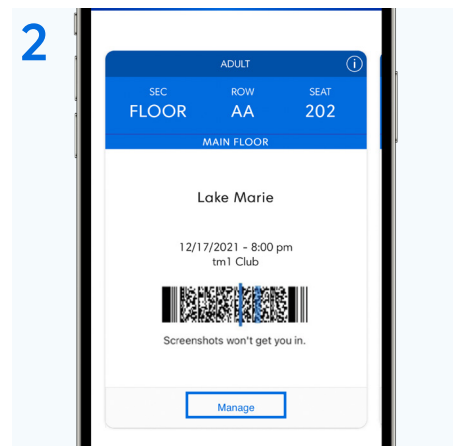 2
ADULT
SEC ROW SEAT
FLOOR AA 202
MAIN FLOOR
Lake Marie
12/17/2021 - 8:00 pm
tm1 Club
Screenshots won't get you in.
Manage